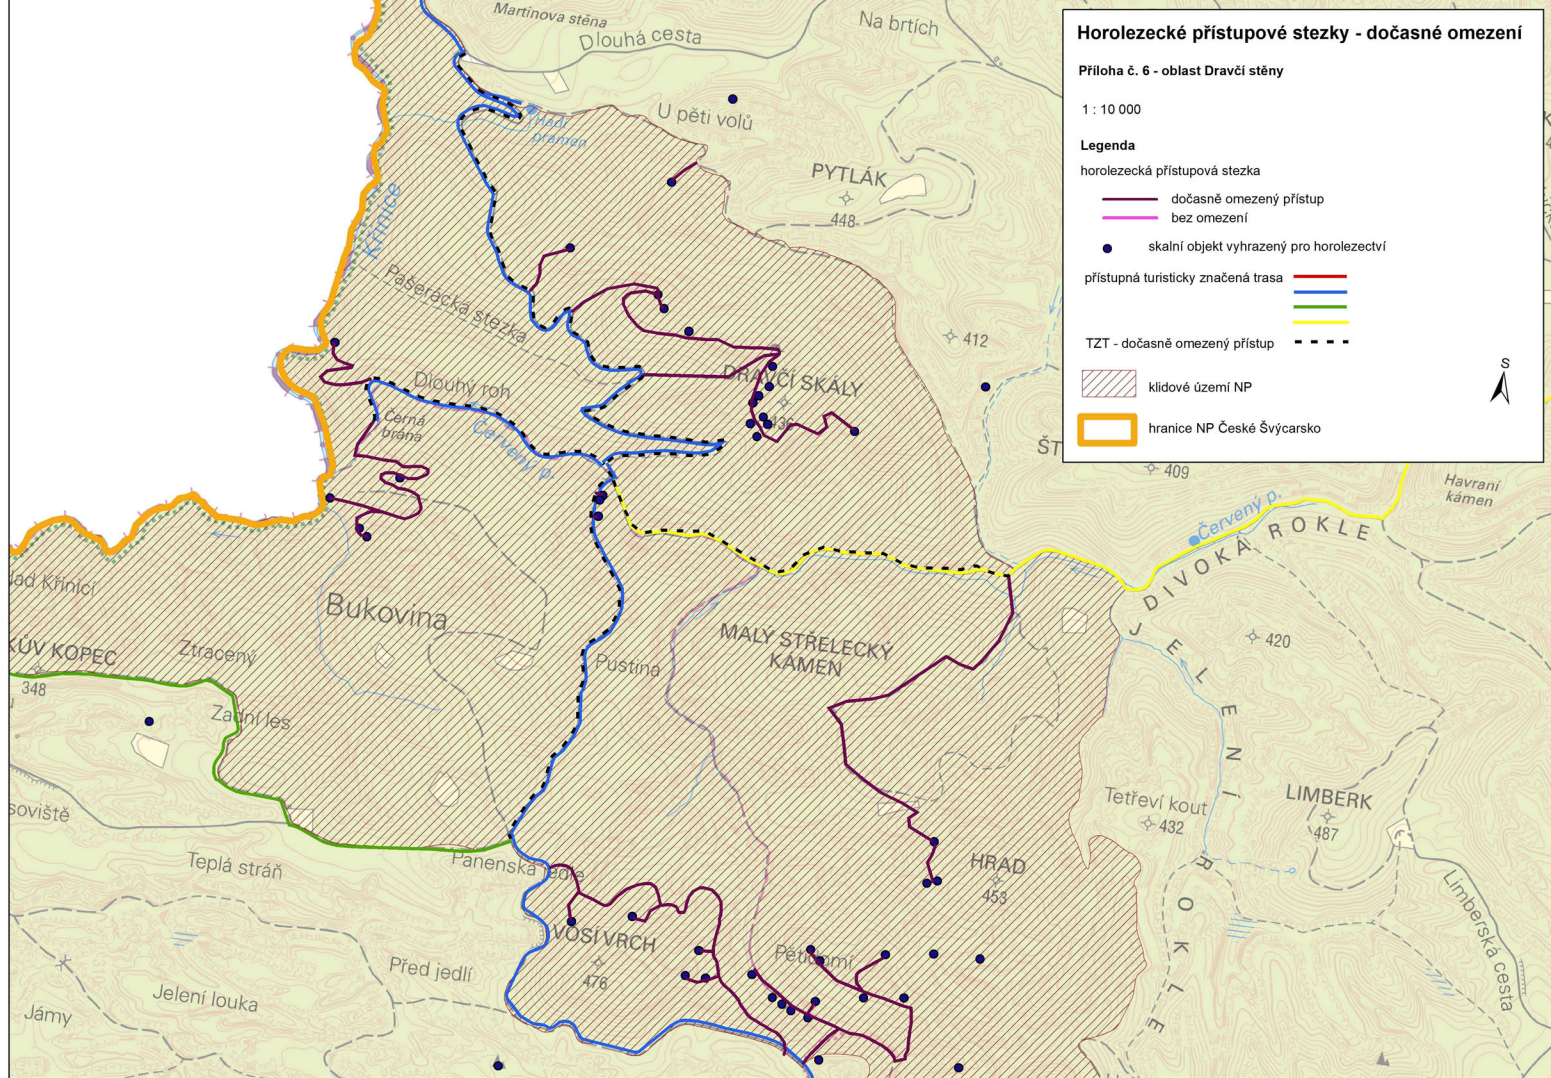 Martinova stěna
Dlouhá cesta
Na brtích
Horolezecké přístupové stezky - dočasné omezení
Příloha č. 6 - oblast Dravčí stěny
1 : 10 000
Legenda
horolezecká přístupová stezka
dočasně omezený přístup
bez omezení
skalní objekt vyhrazený pro horolezectví
přístupná turisticky značená trasa
TZT - dočasně omezený přístup
S
klidové území NP
hranice NP České Švýcarsko
Hadí
pramen
U pěti volů
PYTLÁK
448
Křinice
Pašerácká stezka
412
DRAVČÍ SKÁLY
436
Dlouhý roh
Černá
brána
Červený p.
ŠT
409
Havraní
kámen
Červený p.
DIVOKÁ ROKLE
Nad Křinicí
Bukovina
MALÝ STŘELECKÝ
KÁMEN
420
KŮV KOPEC
348
Ztracený
Pustina
JELENÍ ROKLE
Zadní les
Tetřeví kout
432
LIMBERK
487
soviště
Teplá stráň
Panenská jedle
HRAD
453
Limberská cesta
VOSÍ VRCH
476
Pětidomí
Před jedlí
Jelení louka
Jámy